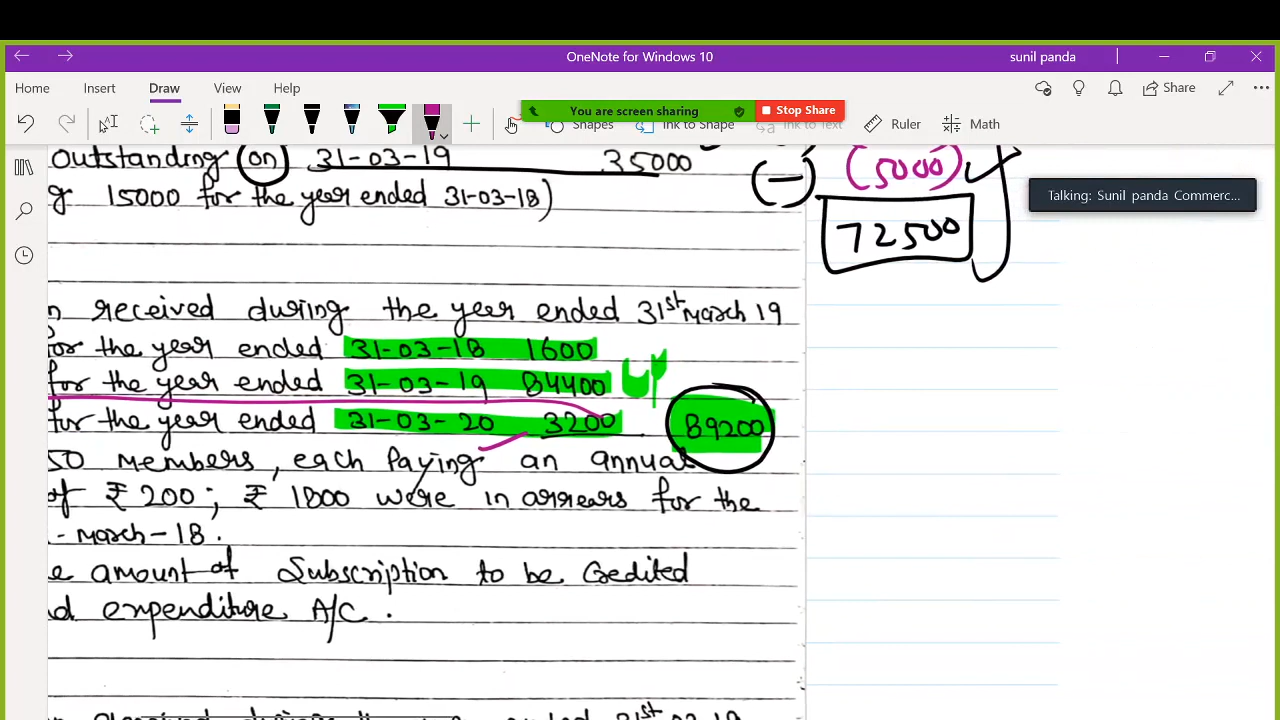 OneNote for Windows 10
sunil panda
Home Insert Draw View Help
Share
You are screen sharing
Stop Share
Shapes
Ink to Shape
Ink to Text
Ruler
Math
Talking: Sunil panda Commerc...
Outstanding on 31-03-19 35000
g 15000 for the year ended 31-03-18)
(-) (5000)
72500
n received during the year ended 31st March 19
for the year ended 31-03-18 1600
for the year ended 31-03-19 84400
for the year ended 31-03-20 3200 89200
50 members, each Paying an annual
of ₹ 200; ₹ 1800 were in arrears for the
- march-18.
e amount of Subscription to be Credited
nd expenditure A/C.